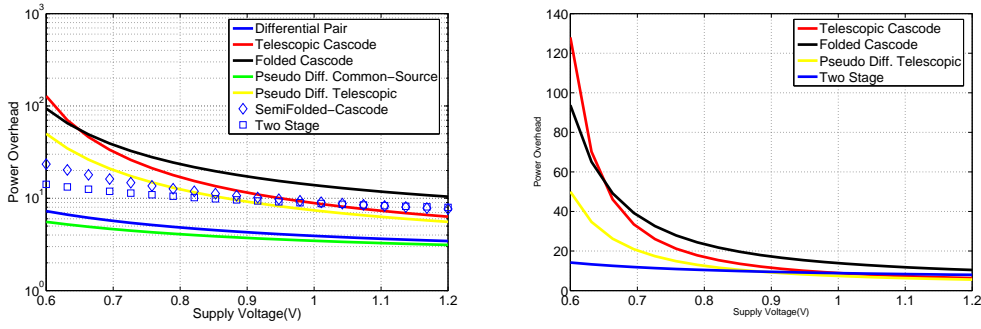 10³
10²
10¹
10⁰
Power Overhead
0.6 0.7 0.8 0.9 1 1.1 1.2
Supply Voltage(V)
Differential Pair
Telescopic Cascode
Folded Cascode
Pseudo Diff. Common-Source
Pseudo Diff. Telescopic
SemiFolded-Cascode
Two Stage
140
120
100
80
60
40
20
0
Power Overhead
0.6 0.7 0.8 0.9 1 1.1 1.2
Supply Voltage(V)
Telescopic Cascode
Folded Cascode
Pseudo Diff. Telescopic
Two Stage